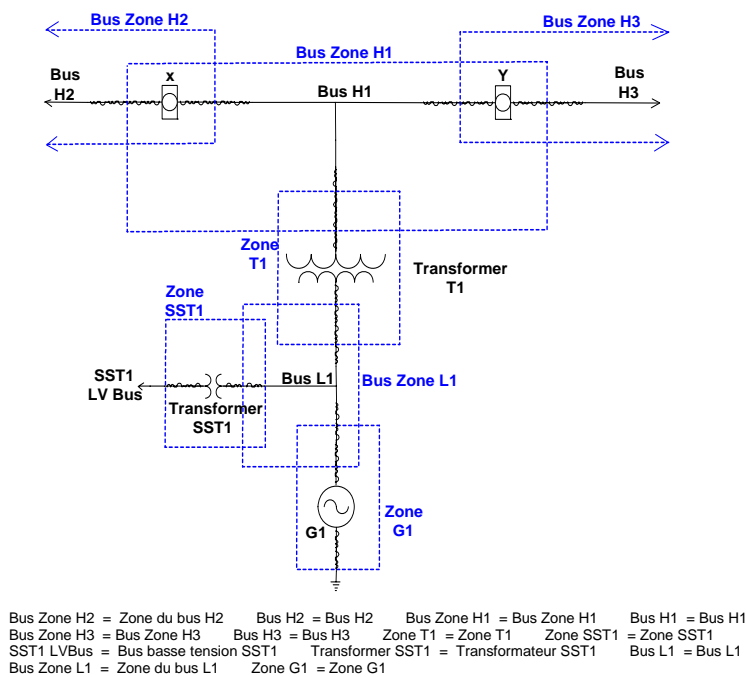 Bus Zone H2
Bus Zone H3
Bus Zone H1
Bus
H2
x
Bus H1
Y
Bus
H3
Zone
T1
Transformer
T1
Zone
SST1
SST1
LV Bus
Bus L1
Bus Zone L1
Transformer
SST1
G1
Zone
G1
Bus Zone H2 = Zone du bus H2 Bus H2 = Bus H2 Bus Zone H1 = Bus Zone H1 Bus H1 = Bus H1
Bus Zone H3 = Bus Zone H3 Bus H3 = Bus H3 Zone T1 = Zone T1 Zone SST1 = Zone SST1
SST1 LVBus = Bus basse tension SST1 Transformer SST1 = Transformateur SST1 Bus L1 = Bus L1
Bus Zone L1 = Zone du bus L1 Zone G1 = Zone G1